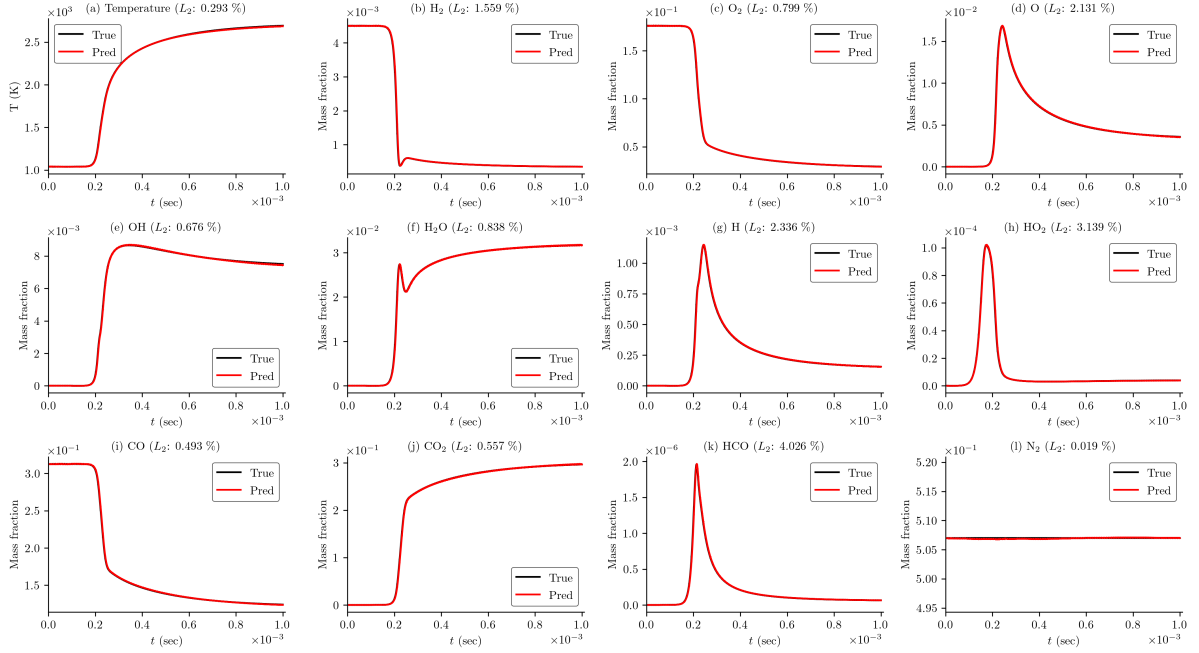 (a) Temperature (L₂: 0.293 %)
×10³
T (K)
2.5
2.0
1.5
1.0
True
Pred
0.0 0.2 0.4 0.6 0.8 1.0
t (sec)
×10⁻³
(b) H₂ (L₂: 1.559 %)
×10⁻³
Mass fraction
4
3
2
1
True
Pred
0.0 0.2 0.4 0.6 0.8 1.0
t (sec)
×10⁻³
(c) O₂ (L₂: 0.799 %)
×10⁻¹
Mass fraction
1.5
1.0
0.5
True
Pred
0.0 0.2 0.4 0.6 0.8 1.0
t (sec)
×10⁻³
(d) O (L₂: 2.131 %)
×10⁻²
Mass fraction
1.5
1.0
0.5
0.0
True
Pred
0.0 0.2 0.4 0.6 0.8 1.0
t (sec)
×10⁻³
(e) OH (L₂: 0.676 %)
×10⁻³
Mass fraction
8
6
4
2
0
True
Pred
0.0 0.2 0.4 0.6 0.8 1.0
t (sec)
×10⁻³
(f) H₂O (L₂: 0.838 %)
×10⁻²
Mass fraction
3
2
1
0
True
Pred
0.0 0.2 0.4 0.6 0.8 1.0
t (sec)
×10⁻³
(g) H (L₂: 2.336 %)
×10⁻³
Mass fraction
1.00
0.75
0.50
0.25
0.00
True
Pred
0.0 0.2 0.4 0.6 0.8 1.0
t (sec)
×10⁻³
(h) HO₂ (L₂: 3.139 %)
×10⁻⁴
Mass fraction
1.0
0.8
0.6
0.4
0.2
0.0
True
Pred
0.0 0.2 0.4 0.6 0.8 1.0
t (sec)
×10⁻³
(i) CO (L₂: 0.493 %)
×10⁻¹
Mass fraction
3.0
2.5
2.0
1.5
True
Pred
0.0 0.2 0.4 0.6 0.8 1.0
t (sec)
×10⁻³
(j) CO₂ (L₂: 0.557 %)
×10⁻¹
Mass fraction
3
2
1
0
True
Pred
0.0 0.2 0.4 0.6 0.8 1.0
t (sec)
×10⁻³
(k) HCO (L₂: 4.026 %)
×10⁻⁶
Mass fraction
2.0
1.5
1.0
0.5
0.0
True
Pred
0.0 0.2 0.4 0.6 0.8 1.0
t (sec)
×10⁻³
(l) N₂ (L₂: 0.019 %)
×10⁻¹
Mass fraction
5.20
5.15
5.10
5.05
5.00
4.95
True
Pred
0.0 0.2 0.4 0.6 0.8 1.0
t (sec)
×10⁻³